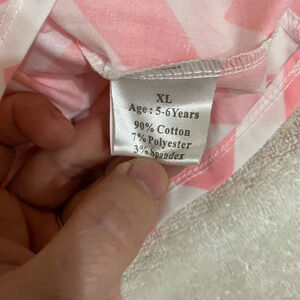 XL
Age : 5-6Years
90% Cotton
7% Polyester
3% Spandex